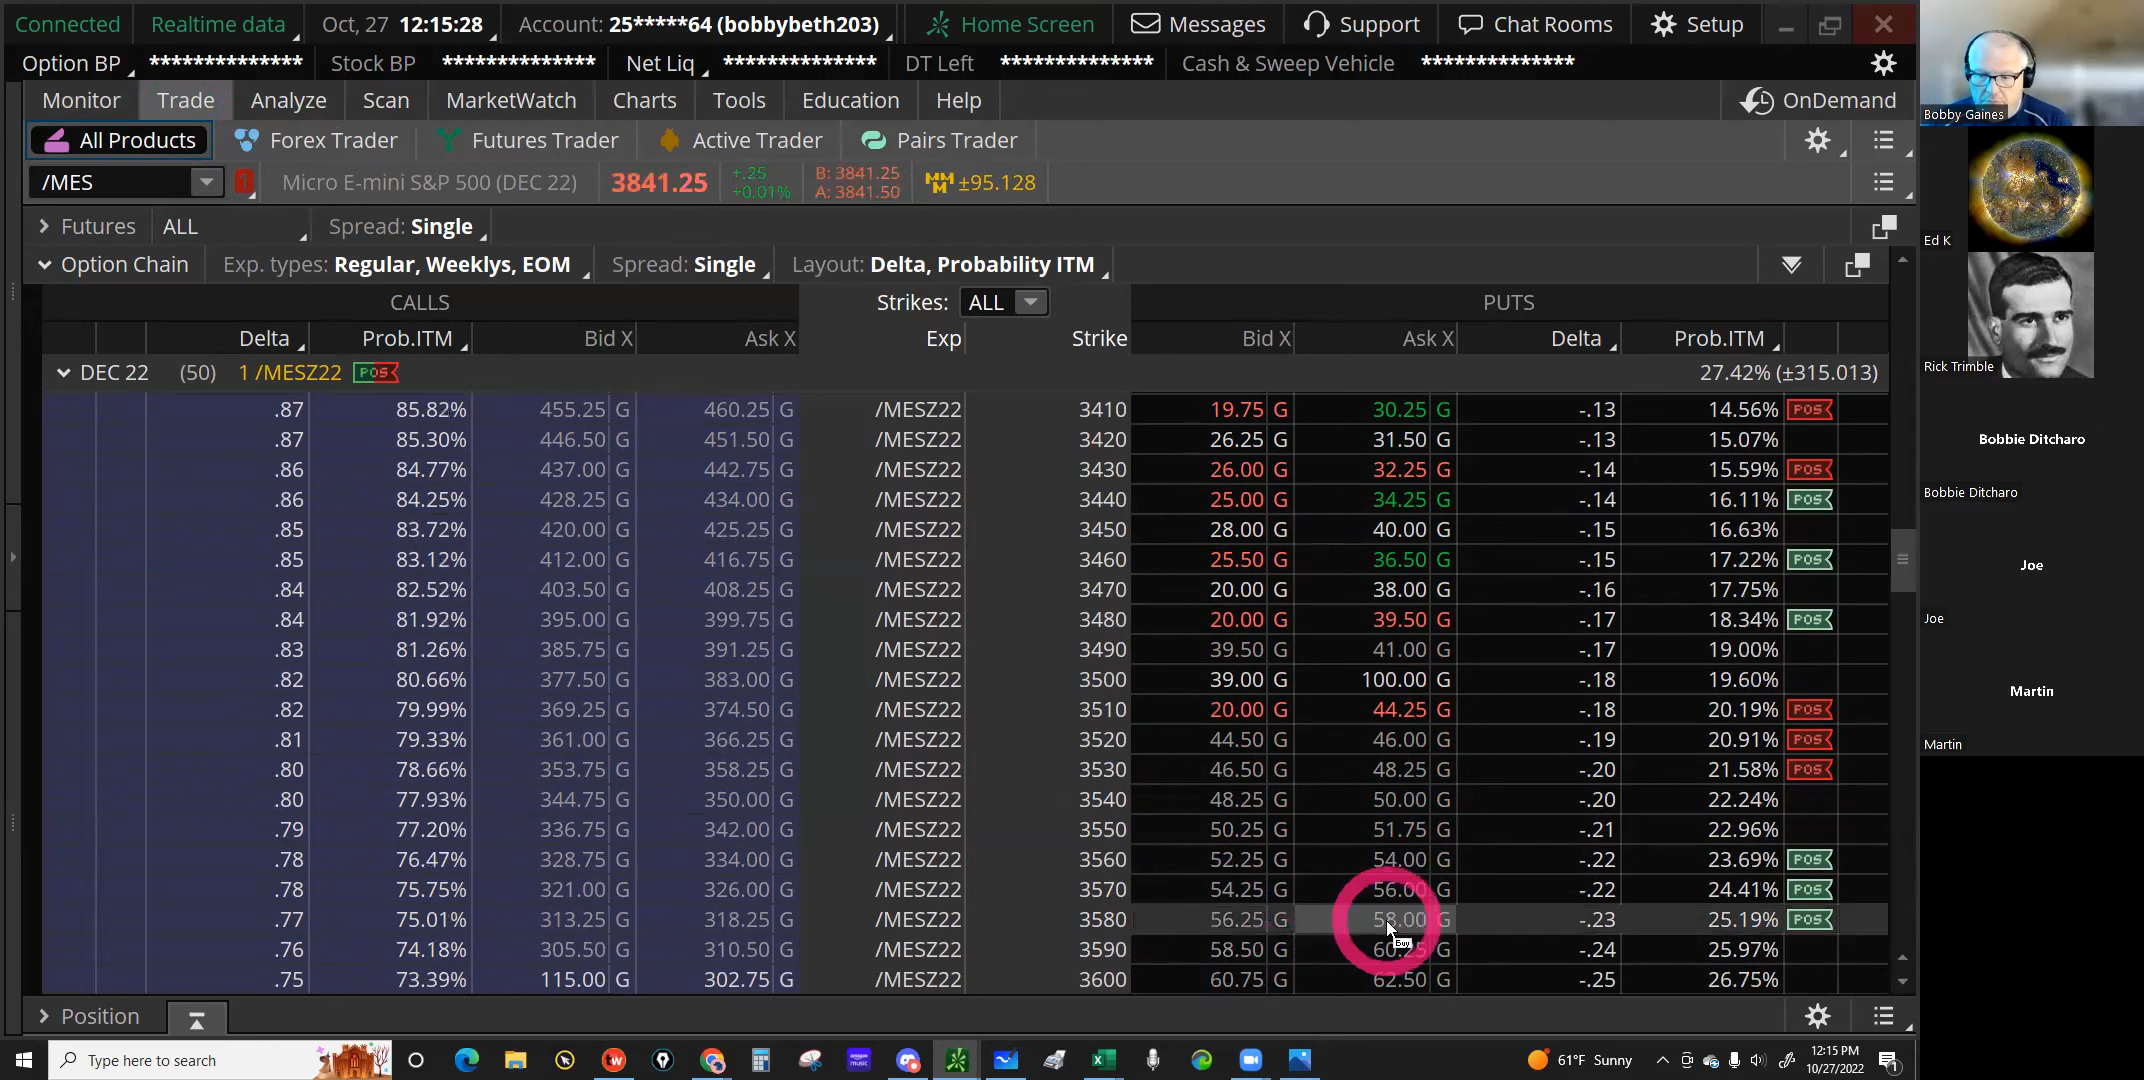 Connected Realtime data Oct, 27 12:15:28 Account: 25*****64 (bobbybeth203) Home Screen Messages Support Chat Rooms Setup
Option BP ************** Stock BP ************** Net Liq ************** DT Left ************** Cash & Sweep Vehicle **************
Monitor Trade Analyze Scan MarketWatch Charts Tools Education Help OnDemand
All Products Forex Trader Futures Trader Active Trader Pairs Trader
/MES 1 Micro E-mini S&P 500 (DEC 22) 3841.25 +.25 +0.01% B: 3841.25 A: 3841.50 MMM ±95.128
Futures ALL Spread: Single
Option Chain Exp. types: Regular, Weeklys, EOM Spread: Single Layout: Delta, Probability ITM
CALLS Strikes: ALL PUTS
Delta Prob.ITM Bid X Ask X Exp Strike Bid X Ask X Delta Prob.ITM
DEC 22 (50) 1 /MESZ22 POS 27.42% (±315.013)
.87 85.82% 455.25 G 460.25 G /MESZ22 3410 19.75 G 30.25 G -.13 14.56% POS
.87 85.30% 446.50 G 451.50 G /MESZ22 3420 26.25 G 31.50 G -.13 15.07%
.86 84.77% 437.00 G 442.75 G /MESZ22 3430 26.00 G 32.25 G -.14 15.59% POS
.86 84.25% 428.25 G 434.00 G /MESZ22 3440 25.00 G 34.25 G -.14 16.11% POS
.85 83.72% 420.00 G 425.25 G /MESZ22 3450 28.00 G 40.00 G -.15 16.63%
.85 83.12% 412.00 G 416.75 G /MESZ22 3460 25.50 G 36.50 G -.15 17.22% POS
.84 82.52% 403.50 G 408.25 G /MESZ22 3470 20.00 G 38.00 G -.16 17.75%
.84 81.92% 395.00 G 399.75 G /MESZ22 3480 20.00 G 39.50 G -.17 18.34% POS
.83 81.26% 385.75 G 391.25 G /MESZ22 3490 39.50 G 41.00 G -.17 19.00%
.82 80.66% 377.50 G 383.00 G /MESZ22 3500 39.00 G 100.00 G -.18 19.60%
.82 79.99% 369.25 G 374.50 G /MESZ22 3510 20.00 G 44.25 G -.18 20.19% POS
.81 79.33% 361.00 G 366.25 G /MESZ22 3520 44.50 G 46.00 G -.19 20.91% POS
.80 78.66% 353.75 G 358.25 G /MESZ22 3530 46.50 G 48.25 G -.20 21.58% POS
.80 77.93% 344.75 G 350.00 G /MESZ22 3540 48.25 G 50.00 G -.20 22.24%
.79 77.20% 336.75 G 342.00 G /MESZ22 3550 50.25 G 51.75 G -.21 22.96%
.78 76.47% 328.75 G 334.00 G /MESZ22 3560 52.25 G 54.00 G -.22 23.69% POS
.78 75.75% 321.00 G 326.00 G /MESZ22 3570 54.25 G 56.00 G -.22 24.41% POS
.77 75.01% 313.25 G 318.25 G /MESZ22 3580 56.25 G 58.00 G -.23 25.19% POS
Buy
.76 74.18% 305.50 G 310.50 G /MESZ22 3590 58.50 G 60.25 G -.24 25.97%
.75 73.39% 115.00 G 302.75 G /MESZ22 3600 60.75 G 62.50 G -.25 26.75%
Position
Type here to search 61°F Sunny 12:15 PM
10/27/2022 1
Bobby Gaines
Ed K
Rick Trimble
Bobbie Ditcharo
Bobbie Ditcharo
Joe
Joe
Martin
Martin